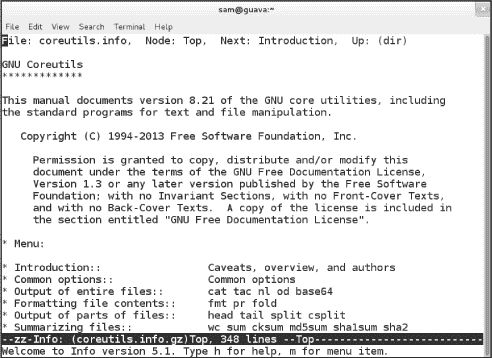 sam@guava:~
File Edit View Search Terminal Help
File: coreutils.info, Node: Top, Next: Introduction, Up: (dir)
GNU Coreutils
*************
This manual documents version 8.21 of the GNU core utilities, including
the standard programs for text and file manipulation.
Copyright (C) 1994-2013 Free Software Foundation, Inc.
Permission is granted to copy, distribute and/or modify this
document under the terms of the GNU Free Documentation License,
Version 1.3 or any later version published by the Free Software
Foundation; with no Invariant Sections, with no Front-Cover Texts,
and with no Back-Cover Texts. A copy of the license is included in
the section entitled "GNU Free Documentation License".
* Menu:
* Introduction:: Caveats, overview, and authors
* Common options:: Common options
* Output of entire files:: cat tac nl od base64
* Formatting file contents:: fmt pr fold
* Output of parts of files:: head tail split csplit
* Summarizing files:: wc sum cksum md5sum sha1sum sha2
--zz-Info: (coreutils.info.gz)Top, 348 lines --Top-------------------------------
Welcome to Info version 5.1. Type h for help, m for menu item.